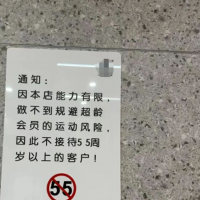 通知：
因本店能力有限，
做不到规避超龄
会员的运动风险，
因此不接待55周
岁以上的客户！
55